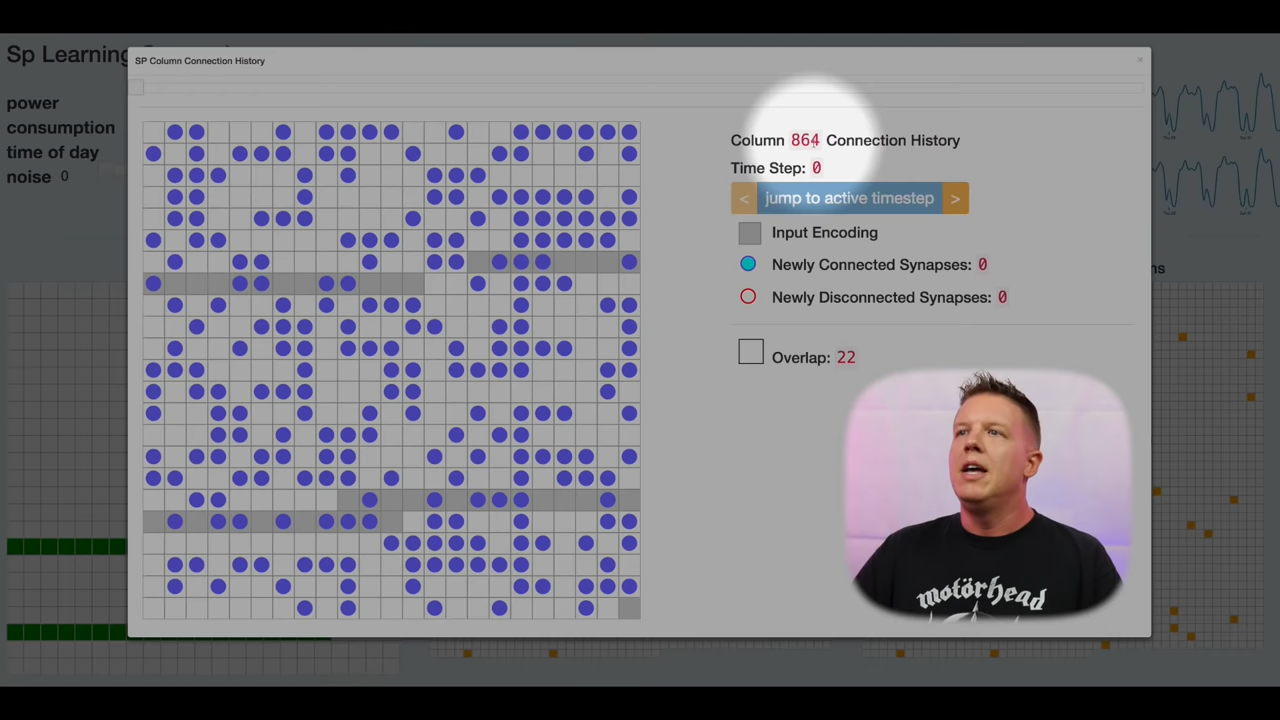 Sp Learning
SP Column Connection History
×
power
consumption
time of day
noise 0
Column 864 Connection History
Time Step: 0
< jump to active timestep >
Input Encoding
Newly Connected Synapses: 0
Newly Disconnected Synapses: 0
Overlap: 22
motörhead